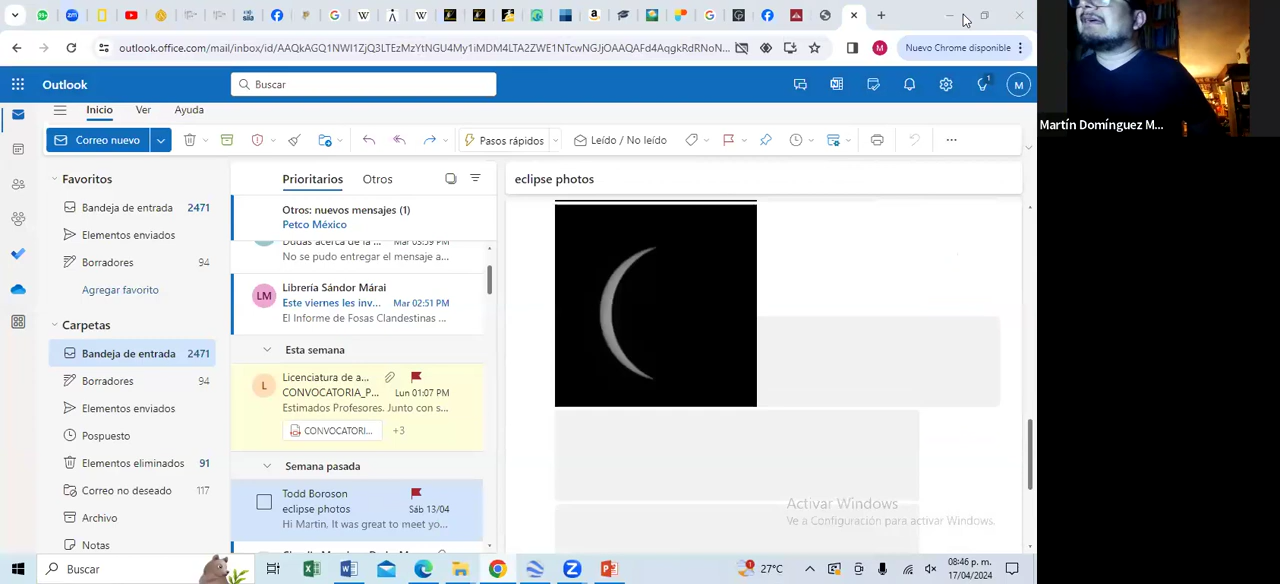 outlook.office.com/mail/inbox/id/AAQkAGQ1NWI1ZjQ3LTEzMzYtNGU4My1iMDM4LTA2ZWE1NTcwNGJjOAAQAFd4AqgkRdRNoN...
M
Nuevo Chrome disponible
Outlook
Buscar
1
M
Inicio
Ver
Ayuda
Correo nuevo
Pasos rápidos
Leído / No leído
Martín Domínguez M...
Favoritos
Bandeja de entrada 2471
Elementos enviados
Borradores 94
Agregar favorito
Carpetas
Bandeja de entrada 2471
Borradores 94
Elementos enviados
Pospuesto
Elementos eliminados 91
Correo no deseado 117
Archivo
Notas
Prioritarios
Otros
Otros: nuevos mensajes (1)
Petco México
Dudas acerca de la ... Mar 03:59 PM
No se pudo entregar el mensaje a...
LM
Librería Sándor Márai
Este viernes les inv... Mar 02:51 PM
El Informe de Fosas Clandestinas ...
Esta semana
L
Licenciatura de a...
CONVOCATORIA_P... Lun 01:07 PM
Estimados Profesores. Junto con s...
CONVOCATORI...
+3
Semana pasada
Todd Boroson
eclipse photos Sáb 13/04
Hi Martin, It was great to meet yo...
eclipse photos
Activar Windows
Ve a Configuración para activar Windows.
Buscar
27°C
08:46 p. m.
17/04/2024